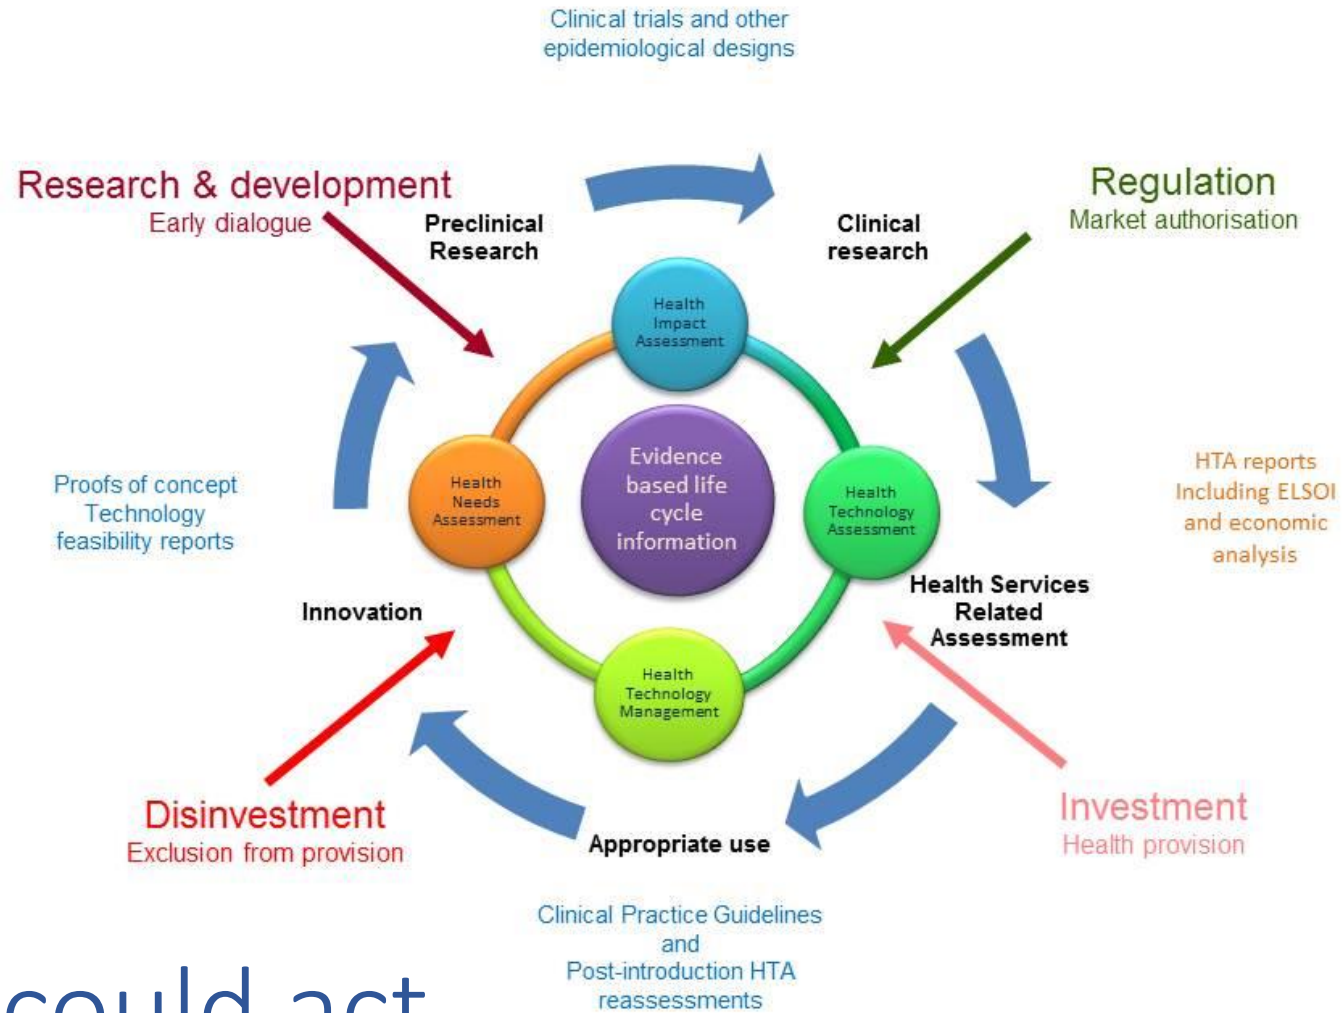 Clinical trials and other
epidemiological designs
Research & development
Early dialogue
Preclinical
Research
Clinical
research
Regulation
Market authorisation
Health
Impact
Assessment
Proofs of concept
Technology
feasibility reports
Health
Needs
Assessment
Evidence
based life
cycle
information
Health
Technology
Assessment
HTA reports
Including ELSOI
and economic
analysis
Innovation
Health Services
Related
Assessment
Health
Technology
Management
Disinvestment
Exclusion from provision
Appropriate use
Investment
Health provision
Clinical Practice Guidelines
and
Post-introduction HTA
reassessments
could act